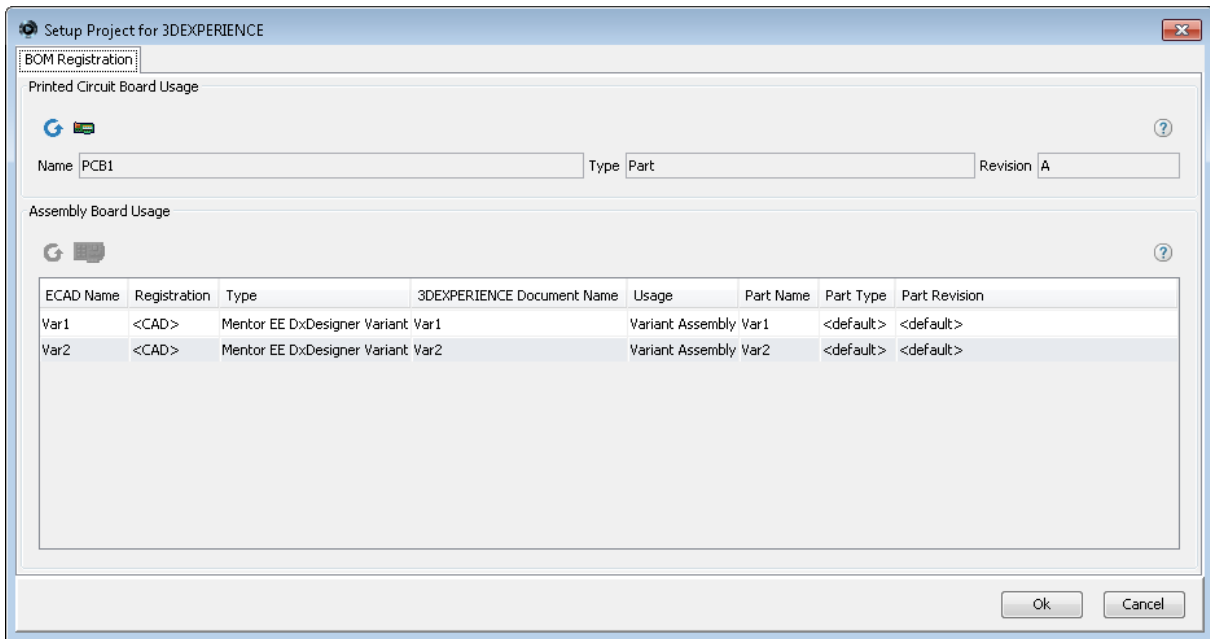 Setup Project for 3DEXPERIENCE
BOM Registration
Printed Circuit Board Usage
?
Name PCB1 Type Part Revision A
Assembly Board Usage
?
ECAD Name Registration Type 3DEXPERIENCE Document Name Usage Part Name Part Type Part Revision
Var1 <CAD> Mentor EE DxDesigner Variant Var1 Variant Assembly Var1 <default> <default>
Var2 <CAD> Mentor EE DxDesigner Variant Var2 Variant Assembly Var2 <default> <default>
Ok Cancel